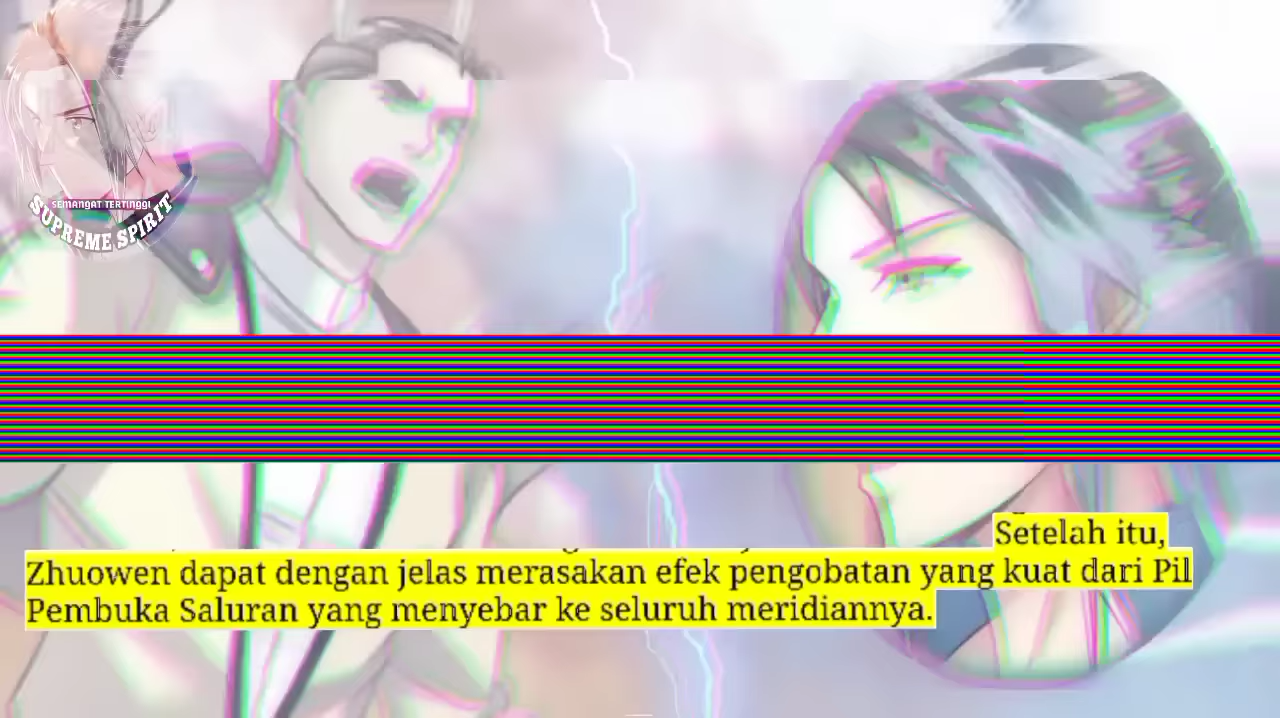 SEMANGAT TERTINGGI
SUPREME SPIRIT
Setelah itu,
Zhuowen dapat dengan jelas merasakan efek pengobatan yang kuat dari Pil
Pembuka Saluran yang menyebar ke seluruh meridiannya.